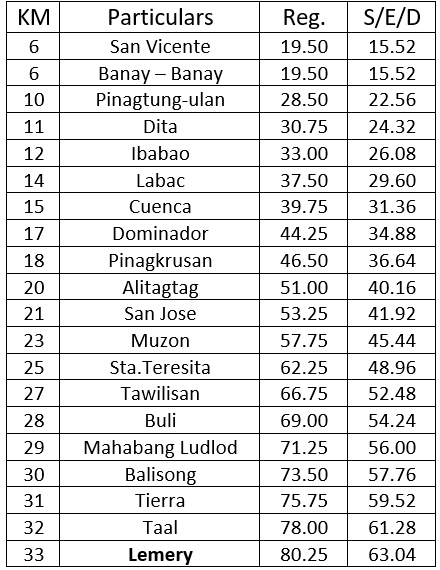 KM Particulars Reg. S/E/D
6 San Vicente 19.50 15.52
6 Banay – Banay 19.50 15.52
10 Pinagtung-ulan 28.50 22.56
11 Dita 30.75 24.32
12 Ibabao 33.00 26.08
14 Labac 37.50 29.60
15 Cuenca 39.75 31.36
17 Dominador 44.25 34.88
18 Pinagkrusan 46.50 36.64
20 Alitagtag 51.00 40.16
21 San Jose 53.25 41.92
23 Muzon 57.75 45.44
25 Sta.Teresita 62.25 48.96
27 Tawilisan 66.75 52.48
28 Buli 69.00 54.24
29 Mahabang Ludlod 71.25 56.00
30 Balisong 73.50 57.76
31 Tierra 75.75 59.52
32 Taal 78.00 61.28
33 Lemery 80.25 63.04